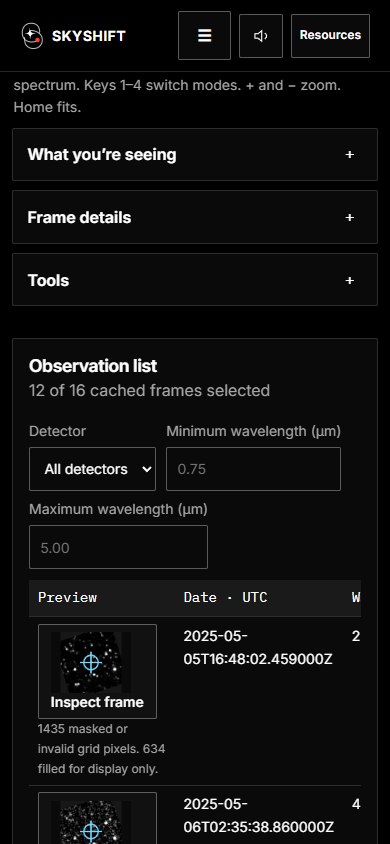 SKYSHIFT
☰
Resources
spectrum. Keys 1–4 switch modes. + and − zoom.
Home fits.
What you’re seeing +
Frame details +
Tools +
Observation list
12 of 16 cached frames selected
Detector Minimum wavelength (µm)
All detectors 0.75
Maximum wavelength (µm)
5.00
Preview Date · UTC W
2025-05-
05T16:48:02.459000Z
2
Inspect frame
1435 masked or
invalid grid pixels. 634
filled for display only.
2025-05-
06T02:35:38.860000Z
4